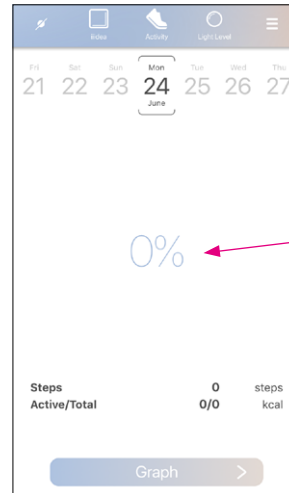 Rides Activity Light Level
Fri Sat Sun Mon Tue Wed Thu
21 22 23 24 25 26 27
June
0%
Steps 0 steps
Active/Total 0/0 kcal
Graph